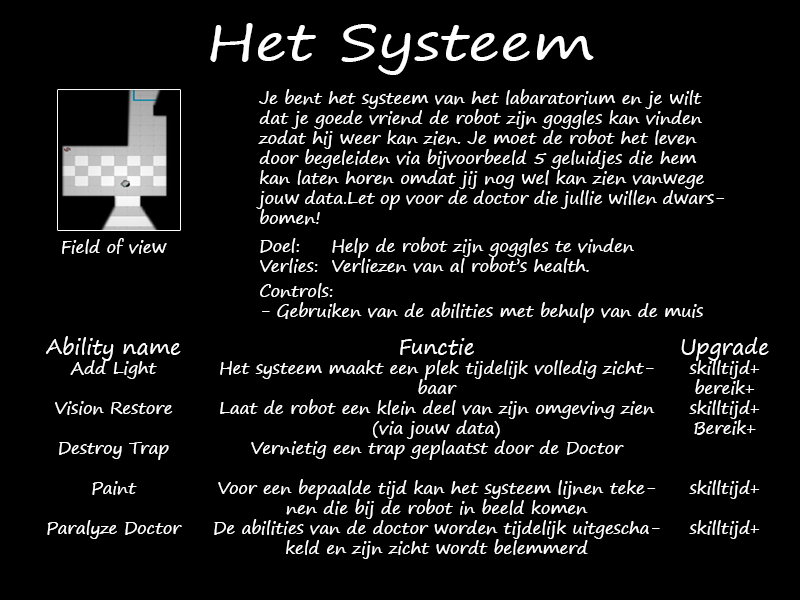 Het Systeem
Je bent het systeem van het labaratorium en je wilt
dat je goede vriend de robot zijn goggles kan vinden
zodat hij weer kan zien. Je moet de robot het leven
door begeleiden via bijvoorbeeld 5 geluidjes die hem
kan laten horen omdat jij nog wel kan zien vanwege
jouw data.Let op voor de doctor die jullie willen dwars-
bomen!
Field of view
Doel: Help de robot zijn goggles te vinden
Verlies: Verliezen van al robot's health.
Controls:
- Gebruiken van de abilities met behulp van de muis
Ability name Functie Upgrade
Add Light Het systeem maakt een plek tijdelijk volledig zicht- skilltijd+
baar bereik+
Vision Restore Laat de robot een klein deel van zijn omgeving zien skilltijd+
(via jouw data) Bereik+
Destroy Trap Vernietig een trap geplaatst door de Doctor
Paint Voor een bepaalde tijd kan het systeem lijnen teke- skilltijd+
nen die bij de robot in beeld komen
Paralyze Doctor De abilities van de doctor worden tijdelijk uitgescha- skilltijd+
keld en zijn zicht wordt belemmerd